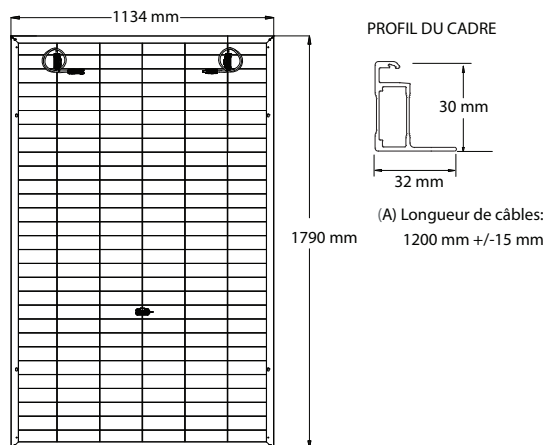 1134 mm
PROFIL DU CADRE
30 mm
32 mm
(A) Longueur de câbles:
1200 mm +/-15 mm
1790 mm